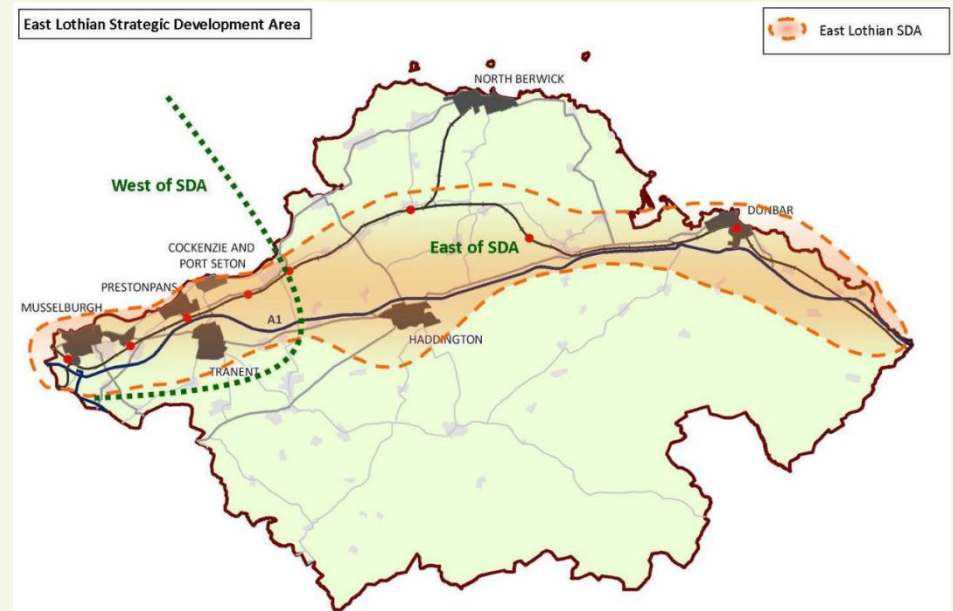 East Lothian Strategic Development Area
East Lothian SDA
NORTH BERWICK
West of SDA
DUNBAR
COCKENZIE AND
PORT SETON
East of SDA
PRESTONPANS
MUSSELBURGH
A1
HADDINGTON
TRANENT